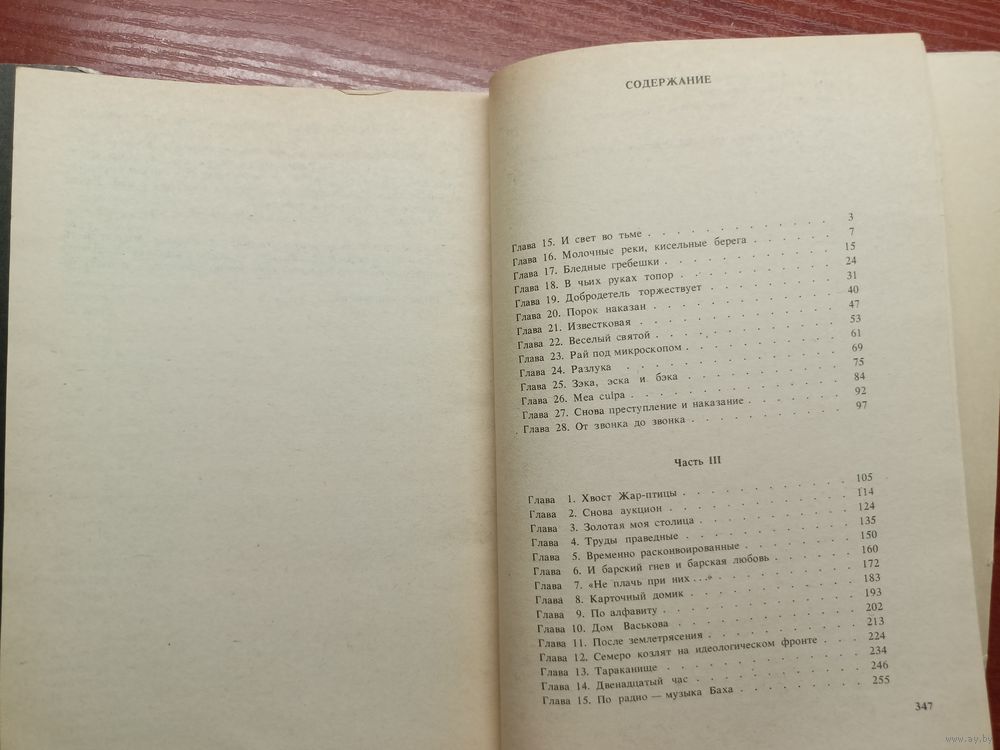 СОДЕРЖАНИЕ
Глава 15. И свет во тьме . . . . . . . . . . 3
Глава 16. Молочные реки, кисельные берега . . . . . . 7
Глава 17. Бледные гребешки . . . . . . . . . 15
Глава 18. В чьих руках топор . . . . . . . . . 24
Глава 19. Добродетель торжествует . . . . . . . . 31
Глава 20. Порок наказан . . . . . . . . . . 40
Глава 21. Известковая . . . . . . . . . . 47
Глава 22. Веселый святой . . . . . . . . . . 53
Глава 23. Рай под микроскопом . . . . . . . . . 61
Глава 24. Разлука . . . . . . . . . . . 69
Глава 25. Зэка, эска и бэка . . . . . . . . . 75
Глава 26. Mea culpa . . . . . . . . . . . 84
Глава 27. Снова преступление и наказание . . . . . . 92
Глава 28. От звонка до звонка . . . . . . . . . 97
Часть III
Глава 1. Хвост Жар-птицы . . . . . . . . . 105
Глава 2. Снова аукцион . . . . . . . . . . 114
Глава 3. Золотая моя столица . . . . . . . . . 124
Глава 4. Труды праведные . . . . . . . . . 135
Глава 5. Временно расконвоированные . . . . . . . 150
Глава 6. И барский гнев и барская любовь . . . . . . 160
Глава 7. «Не плачь при них . . .» . . . . . . . . 172
Глава 8. Карточный домик . . . . . . . . . 183
Глава 9. По алфавиту . . . . . . . . . . 193
Глава 10. Дом Васькова . . . . . . . . . . 202
Глава 11. После землетрясения . . . . . . . . . 213
Глава 12. Семеро козлят на идеологическом фронте . . . . 224
Глава 13. Тараканище . . . . . . . . . . 234
Глава 14. Двенадцатый час . . . . . . . . . 246
Глава 15. По радио — музыка Баха . . . . . . . . 255
347
www.ay.by